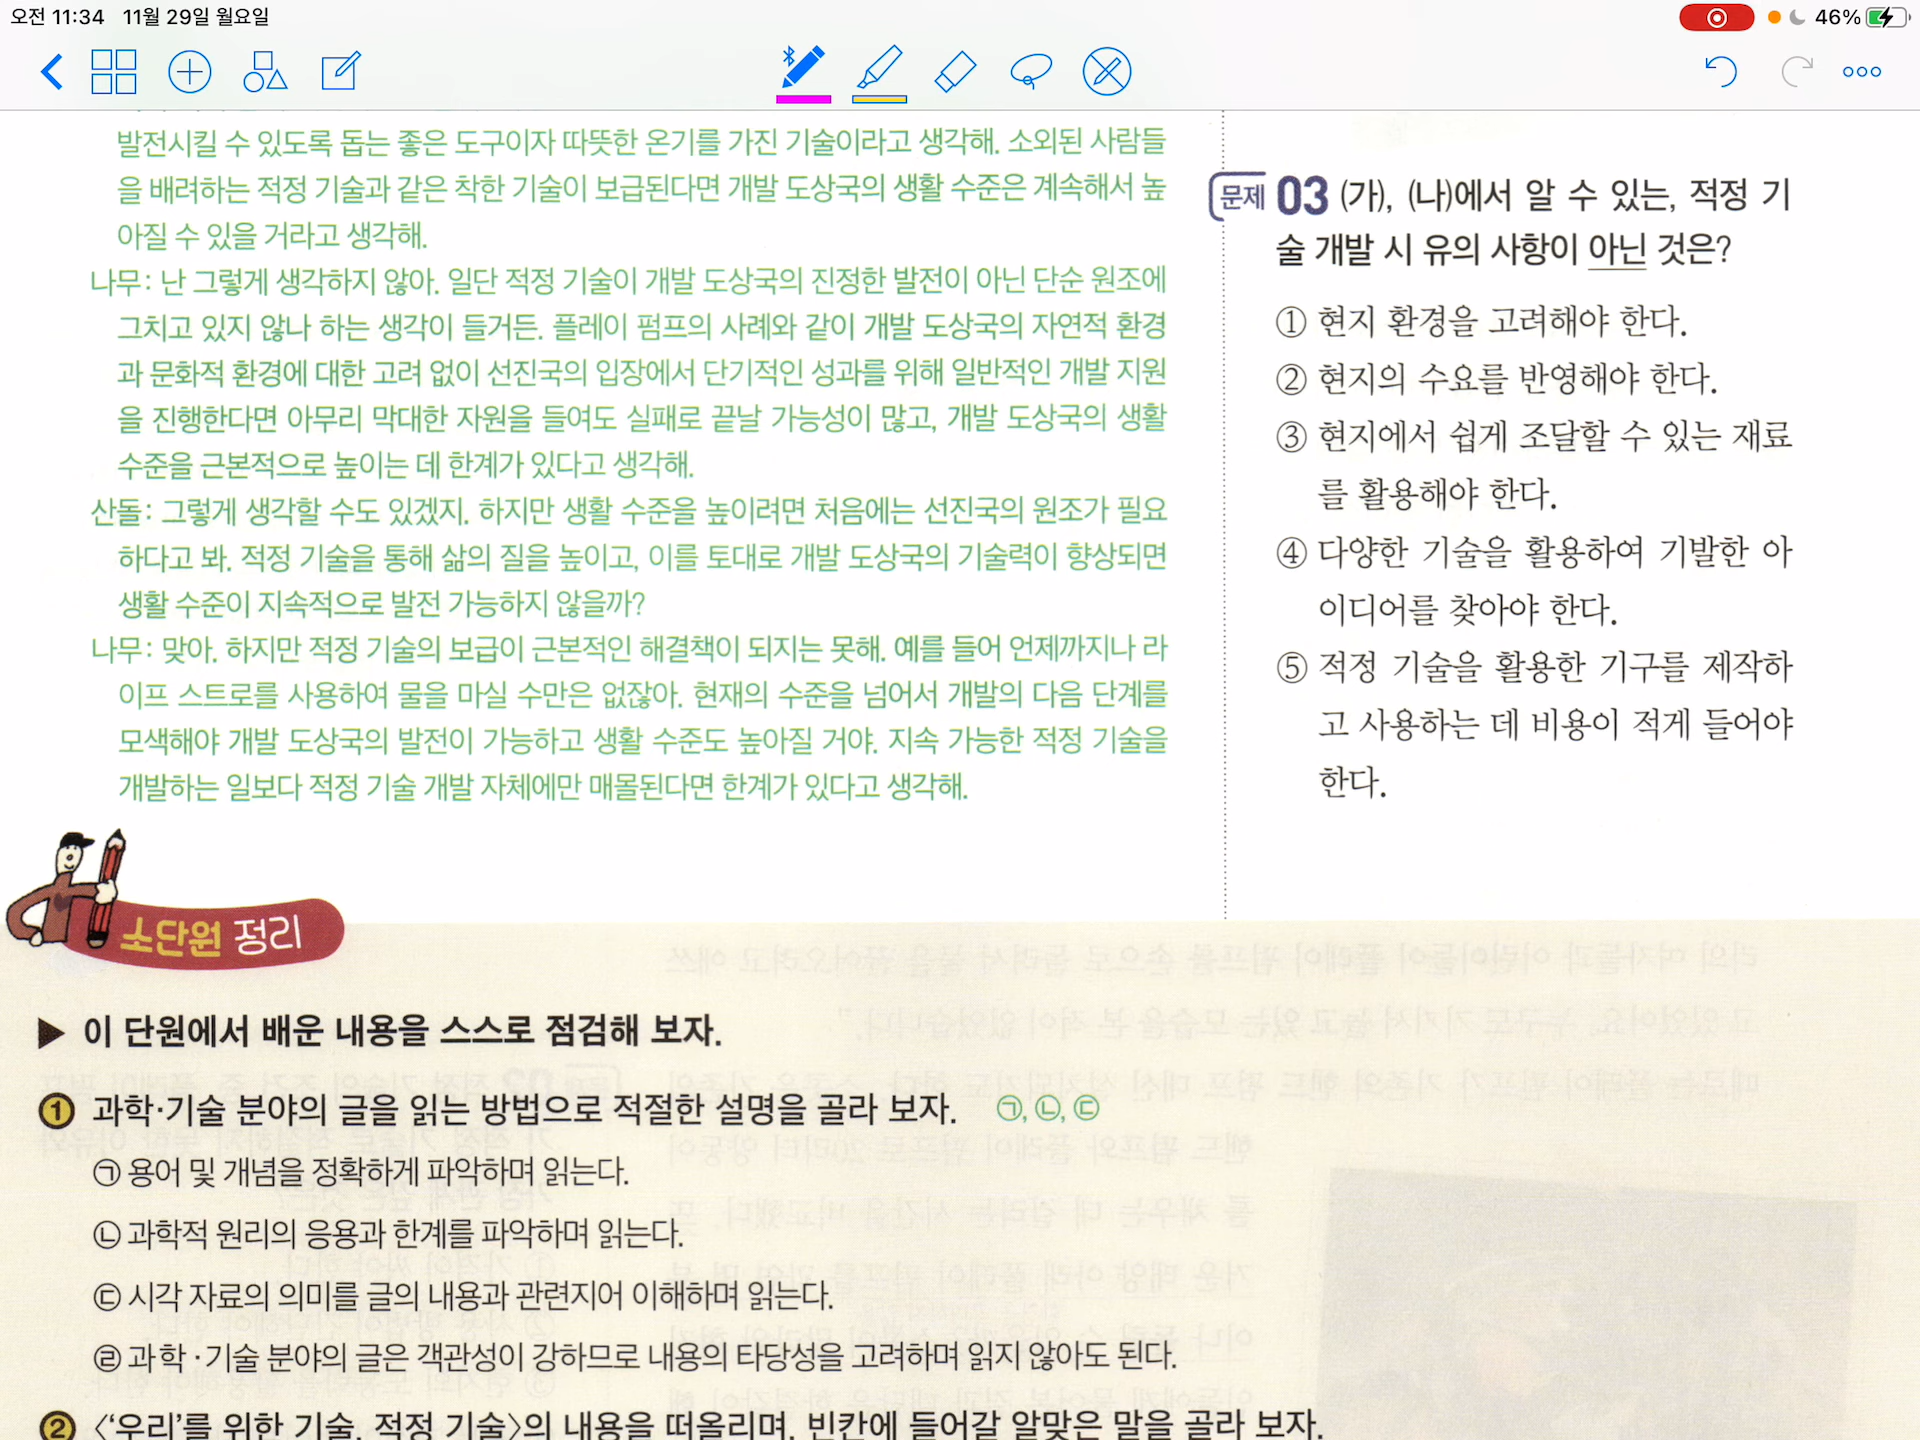 오전 11:34 11월 29일 월요일
46%
발전시킬 수 있도록 돕는 좋은 도구이자 따뜻한 온기를 가진 기술이라고 생각해. 소외된 사람들
을 배려하는 적정 기술과 같은 착한 기술이 보급된다면 개발 도상국의 생활 수준은 계속해서 높
아질 수 있을 거라고 생각해.
나무: 난 그렇게 생각하지 않아. 일단 적정 기술이 개발 도상국의 진정한 발전이 아닌 단순 원조에
그치고 있지 않나 하는 생각이 들거든. 플레이 펌프의 사례와 같이 개발 도상국의 자연적 환경
과 문화적 환경에 대한 고려 없이 선진국의 입장에서 단기적인 성과를 위해 일반적인 개발 지원
을 진행한다면 아무리 막대한 자원을 들여도 실패로 끝날 가능성이 많고, 개발 도상국의 생활
수준을 근본적으로 높이는 데 한계가 있다고 생각해.
산돌: 그렇게 생각할 수도 있겠지. 하지만 생활 수준을 높이려면 처음에는 선진국의 원조가 필요
하다고 봐. 적정 기술을 통해 삶의 질을 높이고, 이를 토대로 개발 도상국의 기술력이 향상되면
생활 수준이 지속적으로 발전 가능하지 않을까?
나무: 맞아. 하지만 적정 기술의 보급이 근본적인 해결책이 되지는 못해. 예를 들어 언제까지나 라
이프 스트로를 사용하여 물을 마실 수만은 없잖아. 현재의 수준을 넘어서 개발의 다음 단계를
모색해야 개발 도상국의 발전이 가능하고 생활 수준도 높아질 거야. 지속 가능한 적정 기술을
개발하는 일보다 적정 기술 개발 자체에만 매몰된다면 한계가 있다고 생각해.
문제 03 (가), (나)에서 알 수 있는, 적정 기
술 개발 시 유의 사항이 아닌 것은?
① 현지 환경을 고려해야 한다.
② 현지의 수요를 반영해야 한다.
③ 현지에서 쉽게 조달할 수 있는 재료
를 활용해야 한다.
④ 다양한 기술을 활용하여 기발한 아
이디어를 찾아야 한다.
⑤ 적정 기술을 활용한 기구를 제작하
고 사용하는 데 비용이 적게 들어야
한다.
소단원 정리
▶ 이 단원에서 배운 내용을 스스로 점검해 보자.
1 과학·기술 분야의 글을 읽는 방법으로 적절한 설명을 골라 보자. ㉠, ㉡, ㉢
㉠ 용어 및 개념을 정확하게 파악하며 읽는다.
㉡ 과학적 원리의 응용과 한계를 파악하며 읽는다.
㉢ 시각 자료의 의미를 글의 내용과 관련지어 이해하며 읽는다.
㉣ 과학·기술 분야의 글은 객관성이 강하므로 내용의 타당성을 고려하며 읽지 않아도 된다.
2 〈'우리'를 위한 기술, 적정 기술〉의 내용을 떠올리며, 빈칸에 들어갈 알맞은 말을 골라 보자.